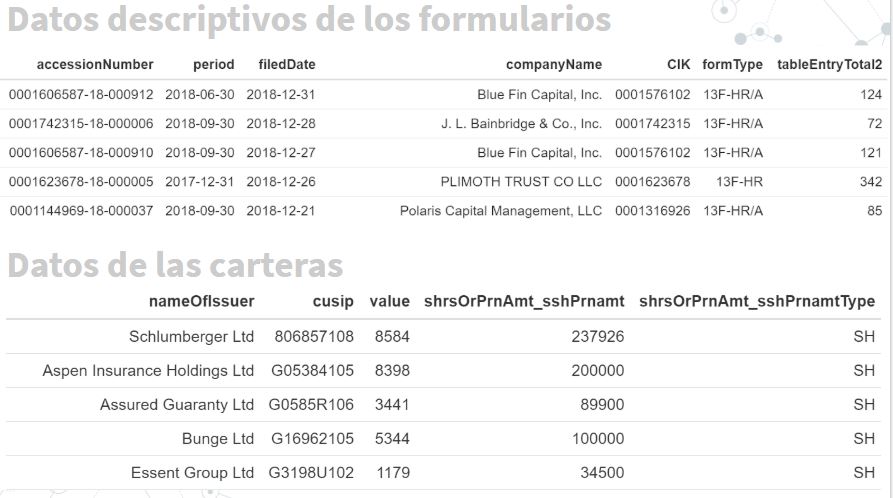 Datos descriptivos de los formularios
accessionNumber period filedDate companyName CIK formType tableEntryTotal2
0001606587-18-000912 2018-06-30 2018-12-31 Blue Fin Capital, Inc. 0001576102 13F-HR/A 124
0001742315-18-000006 2018-09-30 2018-12-28 J. L. Bainbridge & Co., Inc. 0001742315 13F-HR/A 72
0001606587-18-000910 2018-09-30 2018-12-27 Blue Fin Capital, Inc. 0001576102 13F-HR/A 121
0001623678-18-000005 2017-12-31 2018-12-26 PLIMOTH TRUST CO LLC 0001623678 13F-HR 342
0001144969-18-000037 2018-09-30 2018-12-21 Polaris Capital Management, LLC 0001316926 13F-HR/A 85
Datos de las carteras
nameOfIssuer cusip value shrsOrPrnAmt_sshPrnamt shrsOrPrnAmt_sshPrnamtType
Schlumberger Ltd 806857108 8584 237926 SH
Aspen Insurance Holdings Ltd G05384105 8398 200000 SH
Assured Guaranty Ltd G0585R106 3441 89900 SH
Bunge Ltd G16962105 5344 100000 SH
Essent Group Ltd G3198U102 1179 34500 SH